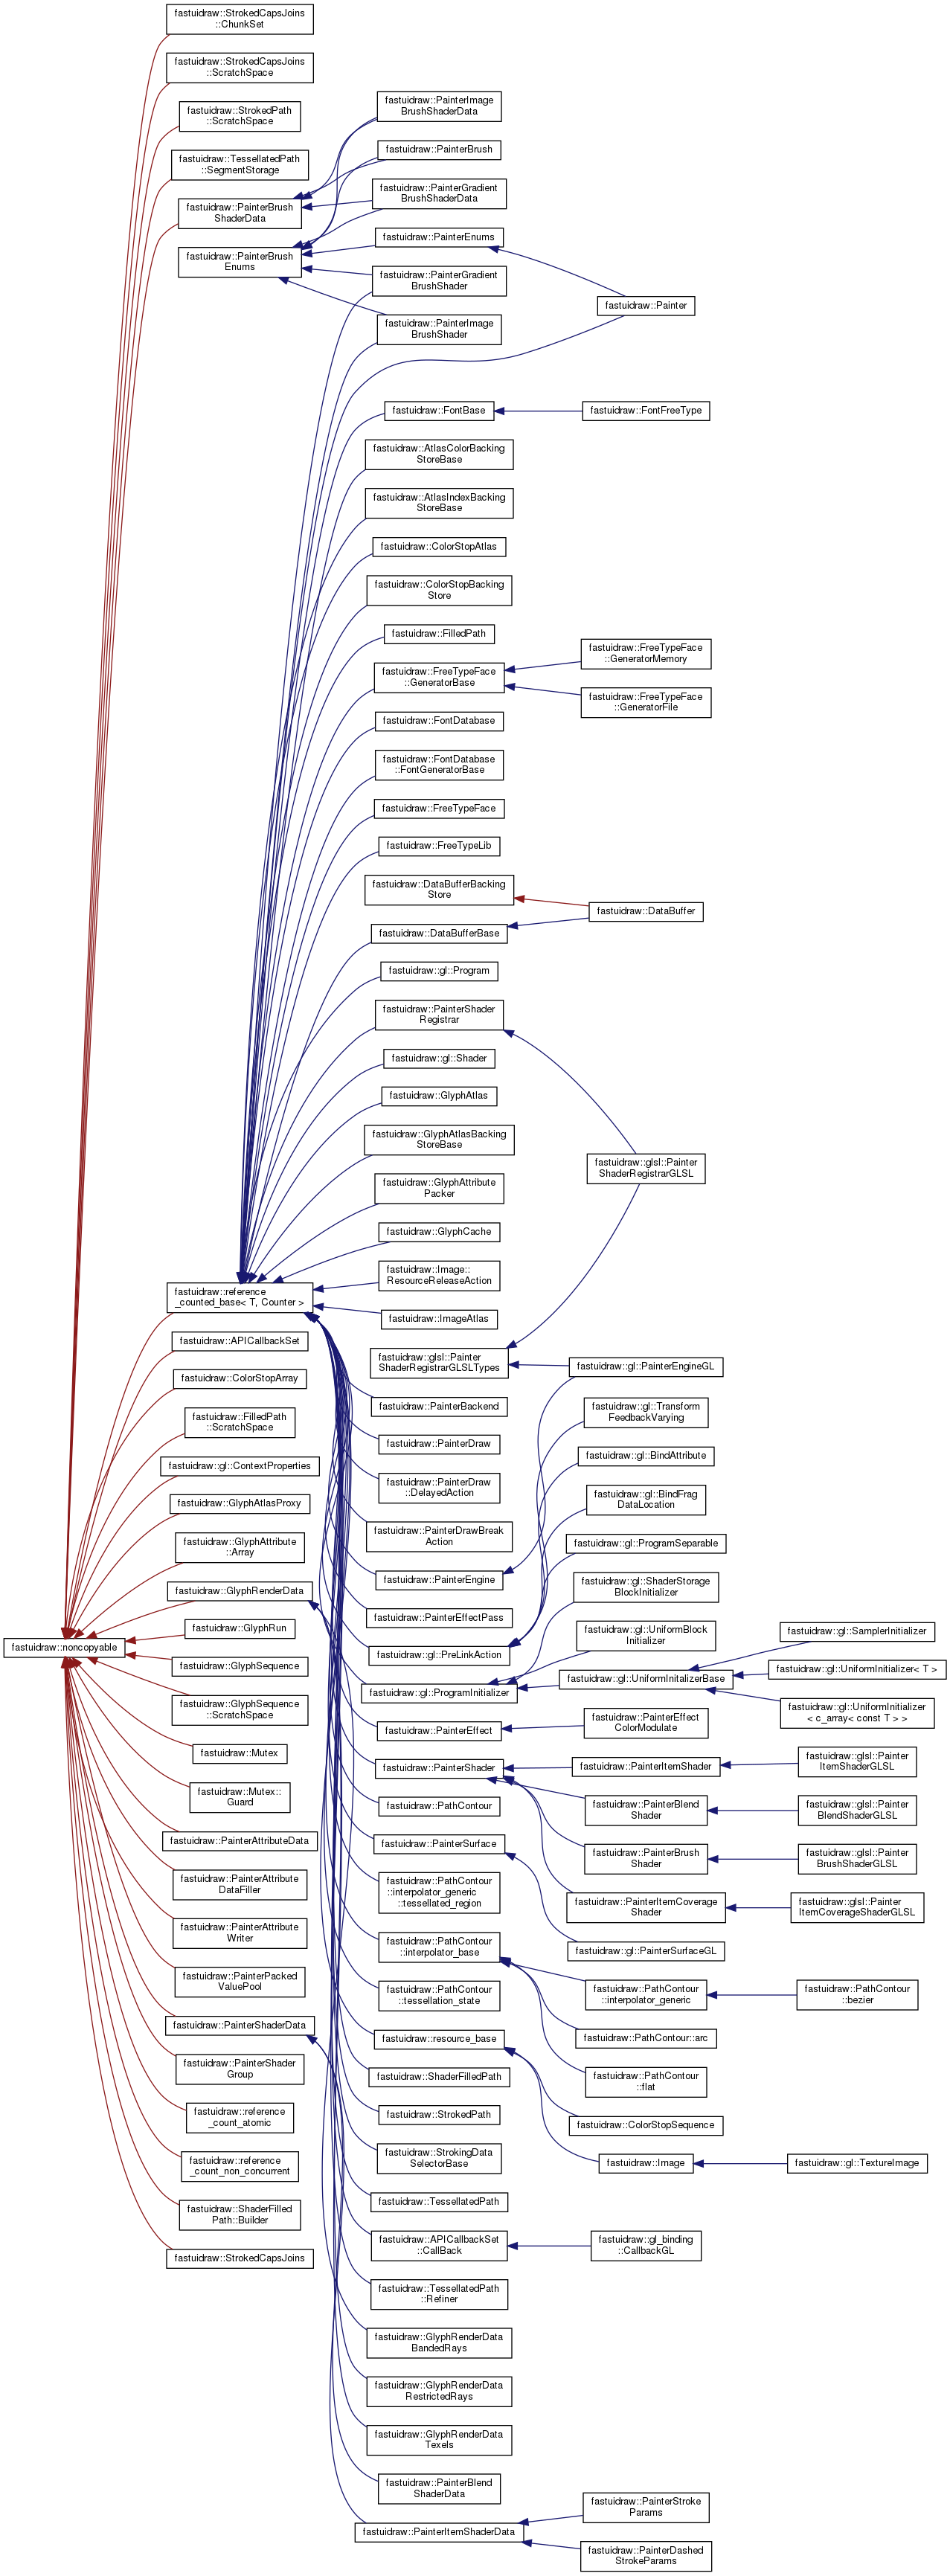 fastuidraw::StrokedCapsJoins
::ChunkSet
fastuidraw::StrokedCapsJoins
::ScratchSpace
fastuidraw::StrokedPath
::ScratchSpace
fastuidraw::TessellatedPath
::SegmentStorage
fastuidraw::PainterBrush
ShaderData
fastuidraw::PainterBrush
Enums
fastuidraw::reference
_counted_base< T, Counter >
fastuidraw::APICallbackSet
fastuidraw::ColorStopArray
fastuidraw::FilledPath
::ScratchSpace
fastuidraw::gl::ContextProperties
fastuidraw::GlyphAtlasProxy
fastuidraw::GlyphAttribute
::Array
fastuidraw::GlyphRenderData
fastuidraw::GlyphRun
fastuidraw::noncopyable
fastuidraw::GlyphSequence
fastuidraw::GlyphSequence
::ScratchSpace
fastuidraw::Mutex
fastuidraw::Mutex::
Guard
fastuidraw::PainterAttributeData
fastuidraw::PainterAttribute
DataFiller
fastuidraw::PainterAttribute
Writer
fastuidraw::PainterPacked
ValuePool
fastuidraw::PainterShaderData
fastuidraw::PainterShader
Group
fastuidraw::reference
_count_atomic
fastuidraw::reference
_count_non_concurrent
fastuidraw::ShaderFilled
Path::Builder
fastuidraw::StrokedCapsJoins
fastuidraw::PainterImage
BrushShaderData
fastuidraw::PainterBrush
fastuidraw::PainterGradient
BrushShaderData
fastuidraw::PainterEnums
fastuidraw::PainterGradient
BrushShader
fastuidraw::PainterImage
BrushShader
fastuidraw::FontBase
fastuidraw::AtlasColorBacking
StoreBase
fastuidraw::AtlasIndexBacking
StoreBase
fastuidraw::ColorStopAtlas
fastuidraw::ColorStopBacking
Store
fastuidraw::FilledPath
fastuidraw::FreeTypeFace
::GeneratorBase
fastuidraw::FontDatabase
fastuidraw::FontDatabase
::FontGeneratorBase
fastuidraw::FreeTypeFace
fastuidraw::FreeTypeLib
fastuidraw::DataBufferBacking
Store
fastuidraw::DataBufferBase
fastuidraw::gl::Program
fastuidraw::PainterShader
Registrar
fastuidraw::gl::Shader
fastuidraw::GlyphAtlas
fastuidraw::GlyphAtlasBacking
StoreBase
fastuidraw::GlyphAttribute
Packer
fastuidraw::GlyphCache
fastuidraw::Image::
ResourceReleaseAction
fastuidraw::ImageAtlas
fastuidraw::glsl::Painter
ShaderRegistrarGLSLTypes
fastuidraw::PainterBackend
fastuidraw::PainterDraw
fastuidraw::PainterDraw
::DelayedAction
fastuidraw::PainterDrawBreak
Action
fastuidraw::PainterEngine
fastuidraw::PainterEffectPass
fastuidraw::gl::PreLinkAction
fastuidraw::gl::ProgramInitializer
fastuidraw::PainterEffect
fastuidraw::PainterShader
fastuidraw::PathContour
fastuidraw::PainterSurface
fastuidraw::PathContour
::interpolator_generic
::tessellated_region
fastuidraw::PathContour
::interpolator_base
fastuidraw::PathContour
::tessellation_state
fastuidraw::resource_base
fastuidraw::ShaderFilledPath
fastuidraw::StrokedPath
fastuidraw::StrokingData
SelectorBase
fastuidraw::TessellatedPath
fastuidraw::APICallbackSet
::CallBack
fastuidraw::TessellatedPath
::Refiner
fastuidraw::GlyphRenderData
BandedRays
fastuidraw::GlyphRenderData
RestrictedRays
fastuidraw::GlyphRenderData
Texels
fastuidraw::PainterBlend
ShaderData
fastuidraw::PainterItemShaderData
fastuidraw::Painter
fastuidraw::FontFreeType
fastuidraw::FreeTypeFace
::GeneratorMemory
fastuidraw::FreeTypeFace
::GeneratorFile
fastuidraw::DataBuffer
fastuidraw::glsl::Painter
ShaderRegistrarGLSL
fastuidraw::gl::PainterEngineGL
fastuidraw::gl::Transform
FeedbackVarying
fastuidraw::gl::BindAttribute
fastuidraw::gl::BindFrag
DataLocation
fastuidraw::gl::ProgramSeparable
fastuidraw::gl::ShaderStorage
BlockInitializer
fastuidraw::gl::UniformBlock
Initializer
fastuidraw::gl::UniformInitalizerBase
fastuidraw::PainterEffect
ColorModulate
fastuidraw::PainterItemShader
fastuidraw::PainterBlend
Shader
fastuidraw::PainterBrush
Shader
fastuidraw::PainterItemCoverage
Shader
fastuidraw::gl::PainterSurfaceGL
fastuidraw::PathContour
::interpolator_generic
fastuidraw::PathContour::arc
fastuidraw::PathContour
::flat
fastuidraw::ColorStopSequence
fastuidraw::Image
fastuidraw::gl_binding
::CallbackGL
fastuidraw::PainterStroke
Params
fastuidraw::PainterDashed
StrokeParams
fastuidraw::gl::SamplerInitializer
fastuidraw::gl::UniformInitializer< T >
fastuidraw::gl::UniformInitializer
< c_array< const T > >
fastuidraw::glsl::Painter
ItemShaderGLSL
fastuidraw::glsl::Painter
BlendShaderGLSL
fastuidraw::glsl::Painter
BrushShaderGLSL
fastuidraw::glsl::Painter
ItemCoverageShaderGLSL
fastuidraw::PathContour
::bezier
fastuidraw::gl::TextureImage